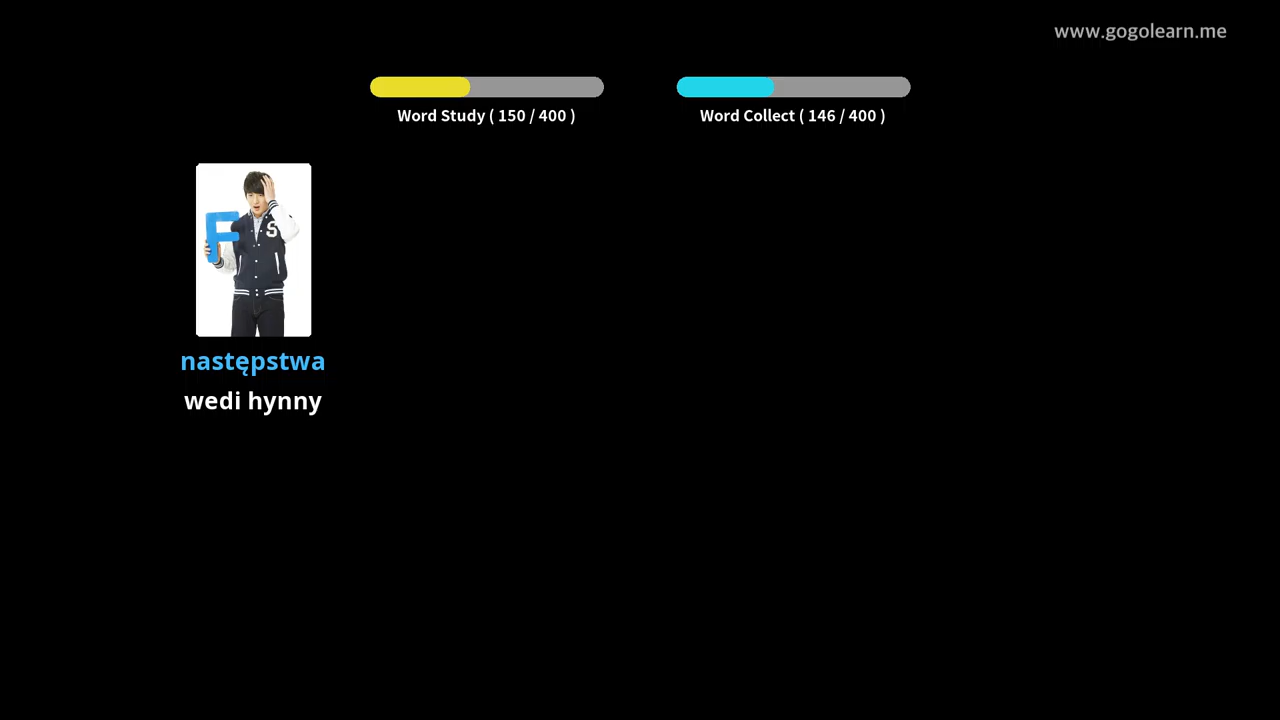 www.gogolearn.me
Word Study ( 150 / 400 )
Word Collect ( 146 / 400 )
F
S
następstwa
wedi hynny